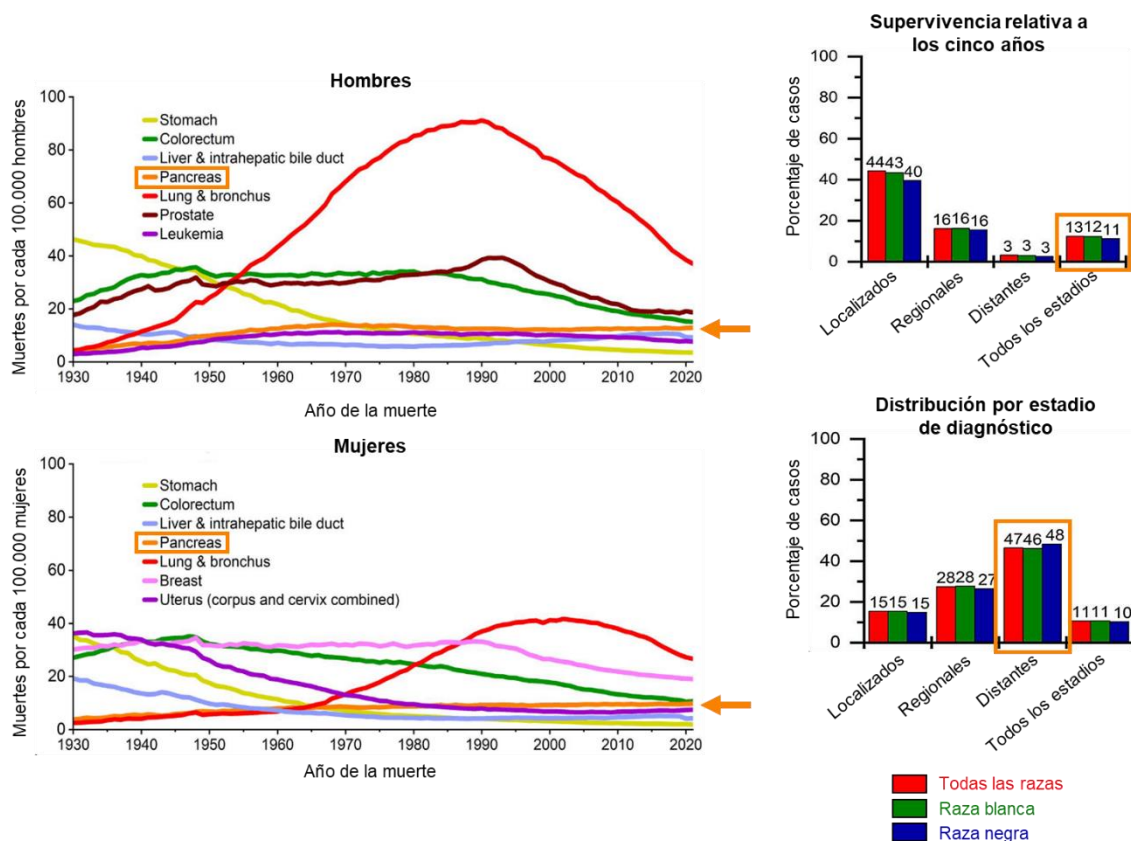 Hombres
Muertes por cada 100.000 hombres
100
80
60
40
20
0
Stomach
Colorectum
Liver & intrahepatic bile duct
Pancreas
Lung & bronchus
Prostate
Leukemia
1930 1940 1950 1960 1970 1980 1990 2000 2010 2020
Año de la muerte
Mujeres
Muertes por cada 100.000 mujeres
100
80
60
40
20
0
Stomach
Colorectum
Liver & intrahepatic bile duct
Pancreas
Lung & bronchus
Breast
Uterus (corpus and cervix combined)
1930 1940 1950 1960 1970 1980 1990 2000 2010 2020
Año de la muerte
Supervivencia relativa a
los cinco años
Porcentaje de casos
100
80
60
40
20
0
44 43 40
16 16 16
3 3 3
13 12 11
Localizados
Regionales
Distantes
Todos los estadios
Distribución por estadio
de diagnóstico
Porcentaje de casos
100
80
60
40
20
0
15 15 15
28 28 27
47 46 48
11 11 10
Localizados
Regionales
Distantes
Todos los estadios
Todas las razas
Raza blanca
Raza negra